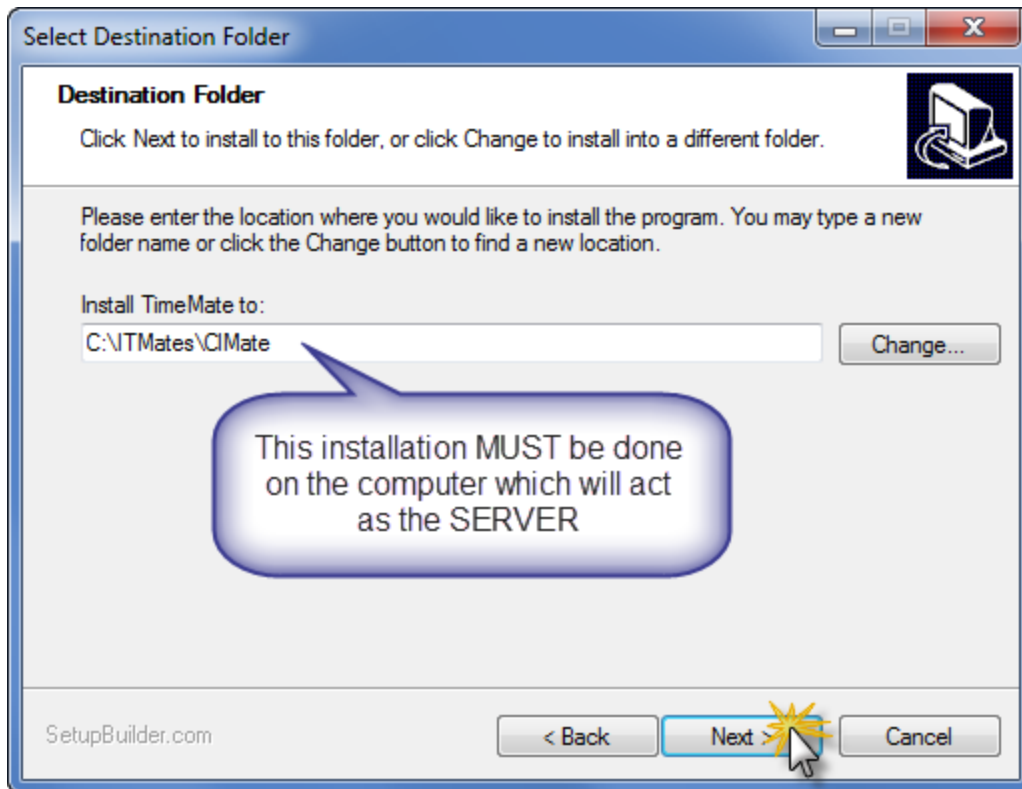 Select Destination Folder
Destination Folder
Click Next to install to this folder, or click Change to install into a different folder.
Please enter the location where you would like to install the program. You may type a new
folder name or click the Change button to find a new location.
Install TimeMate to:
C:\ITMates\CIMate
Change...
This installation MUST be done
on the computer which will act
as the SERVER
SetupBuilder.com
< Back
Next >
Cancel